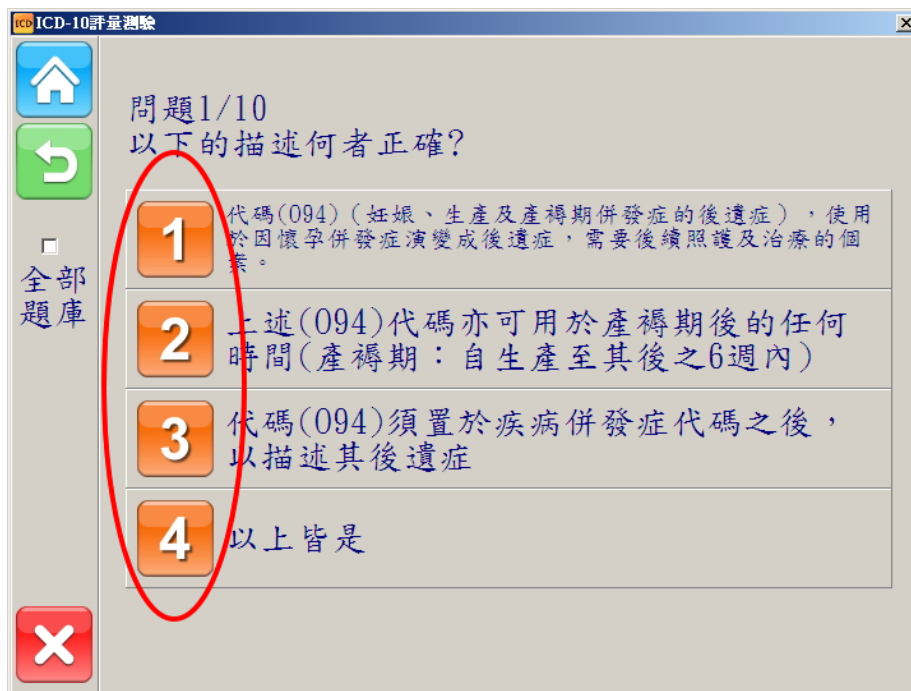 ICD ICD-10評量測驗
問題1/10
以下的描述何者正確?
全部
題庫
1
代碼(O94)(妊娠、生產及產褥期併發症的後遺症),使用
於因懷孕併發症演變成後遺症,需要後續照護及治療的個
案。
2
上述(O94)代碼亦可用於產褥期後的任何
時間(產褥期:自生產至其後之6週內)
3
代碼(O94)須置於疾病併發症代碼之後,
以描述其後遺症
4
以上皆是